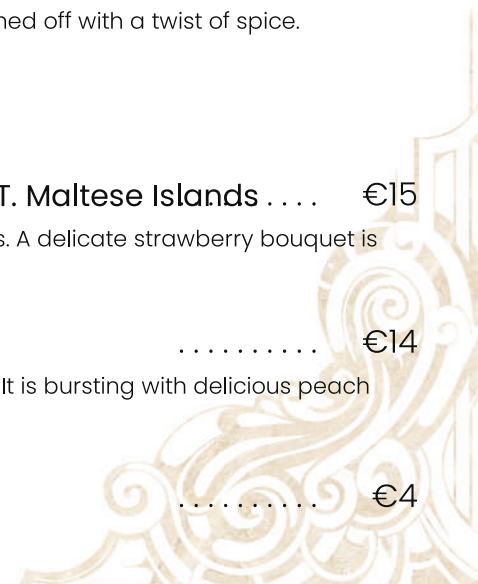 ned off with a twist of spice.
T. Maltese Islands .... €15
s. A delicate strawberry bouquet is
.......... €14
It is bursting with delicious peach
.......... €4